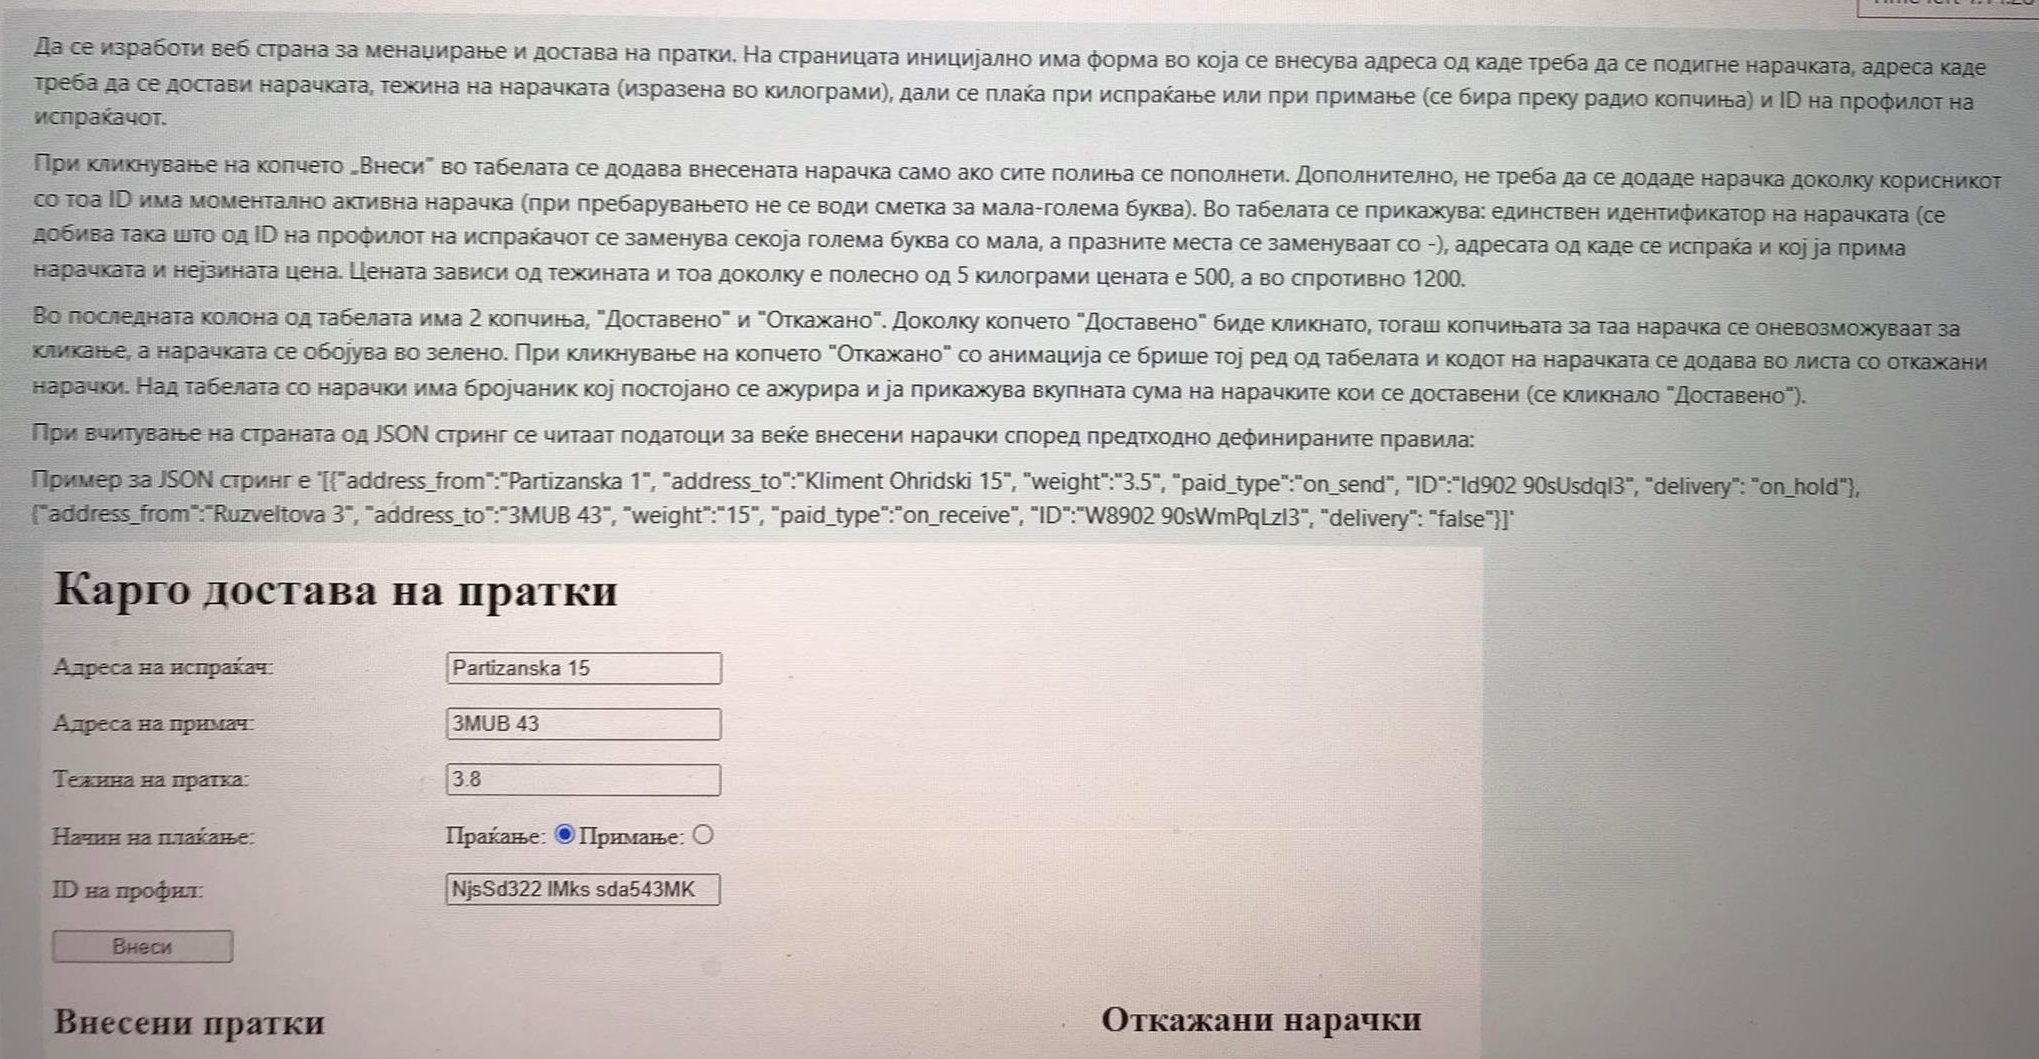 Да се изработи веб страна за менаџирање и достава на пратки. На страницата иницијално има форма во која се внесува адреса од каде треба да се подигне нарачката, адреса каде
треба да се достави нарачката, тежина на нарачката (изразена во килограми), дали се плаќа при испраќање или при примање (се бира преку радио копчиња) и ID на профилот на
испраќачот.
При кликнување на копчето „Внеси" во табелата се додава внесената нарачка само ако сите полиња се пополнети. Дополнително, не треба да се додаде нарачка доколку корисникот
со тоа ID има моментално активна нарачка (при пребарувањето не се води сметка за мала-голема буква). Во табелата се прикажува: единствен идентификатор на нарачката (се
добива така што од ID на профилот на испраќачот се заменува секоја голема буква со мала, а празните места се заменуваат со -), адресата од каде се испраќа и кој ја прима
нарачката и нејзината цена. Цената зависи од тежината и тоа доколку е полесно од 5 килограми цената е 500, а во спротивно 1200.
Во последната колона од табелата има 2 копчиња, "Доставено" и "Откажано". Доколку копчето "Доставено" биде кликнато, тогаш копчињата за таа нарачка се оневозможуваат за
кликање, а нарачката се обојува во зелено. При кликнување на копчето "Откажано" со анимација се брише тој ред од табелата и кодот на нарачката се додава во листа со откажани
нарачки. Над табелата со нарачки има бројчаник кој постојано се ажурира и ја прикажува вкупната сума на нарачките кои се доставени (се кликнало "Доставено").
При вчитување на страната од JSON стринг се читаат податоци за веќе внесени нарачки според предтходно дефинираните правила:
Пример за JSON стринг е '[{"address_from":"Partizanska 1", "address_to":"Kliment Ohridski 15", "weight":"3.5", "paid_type":"on_send", "ID":"Id902 90sUsdqI3", "delivery": "on_hold"},
{"address_from":"Ruzveltova 3", "address_to":"3MUB 43", "weight":"15", "paid_type":"on_receive", "ID":"W8902 90sWmPqLzI3", "delivery": "false"}]'
Карго достава на пратки
Адреса на испраќач: Partizanska 15
Адреса на примач: 3MUB 43
Тежина на пратка: 3.8
Начин на плаќање: Праќање: Примање:
ID на профил: NjsSd322 IMks sda543MK
Внеси
Внесени пратки Откажани нарачки